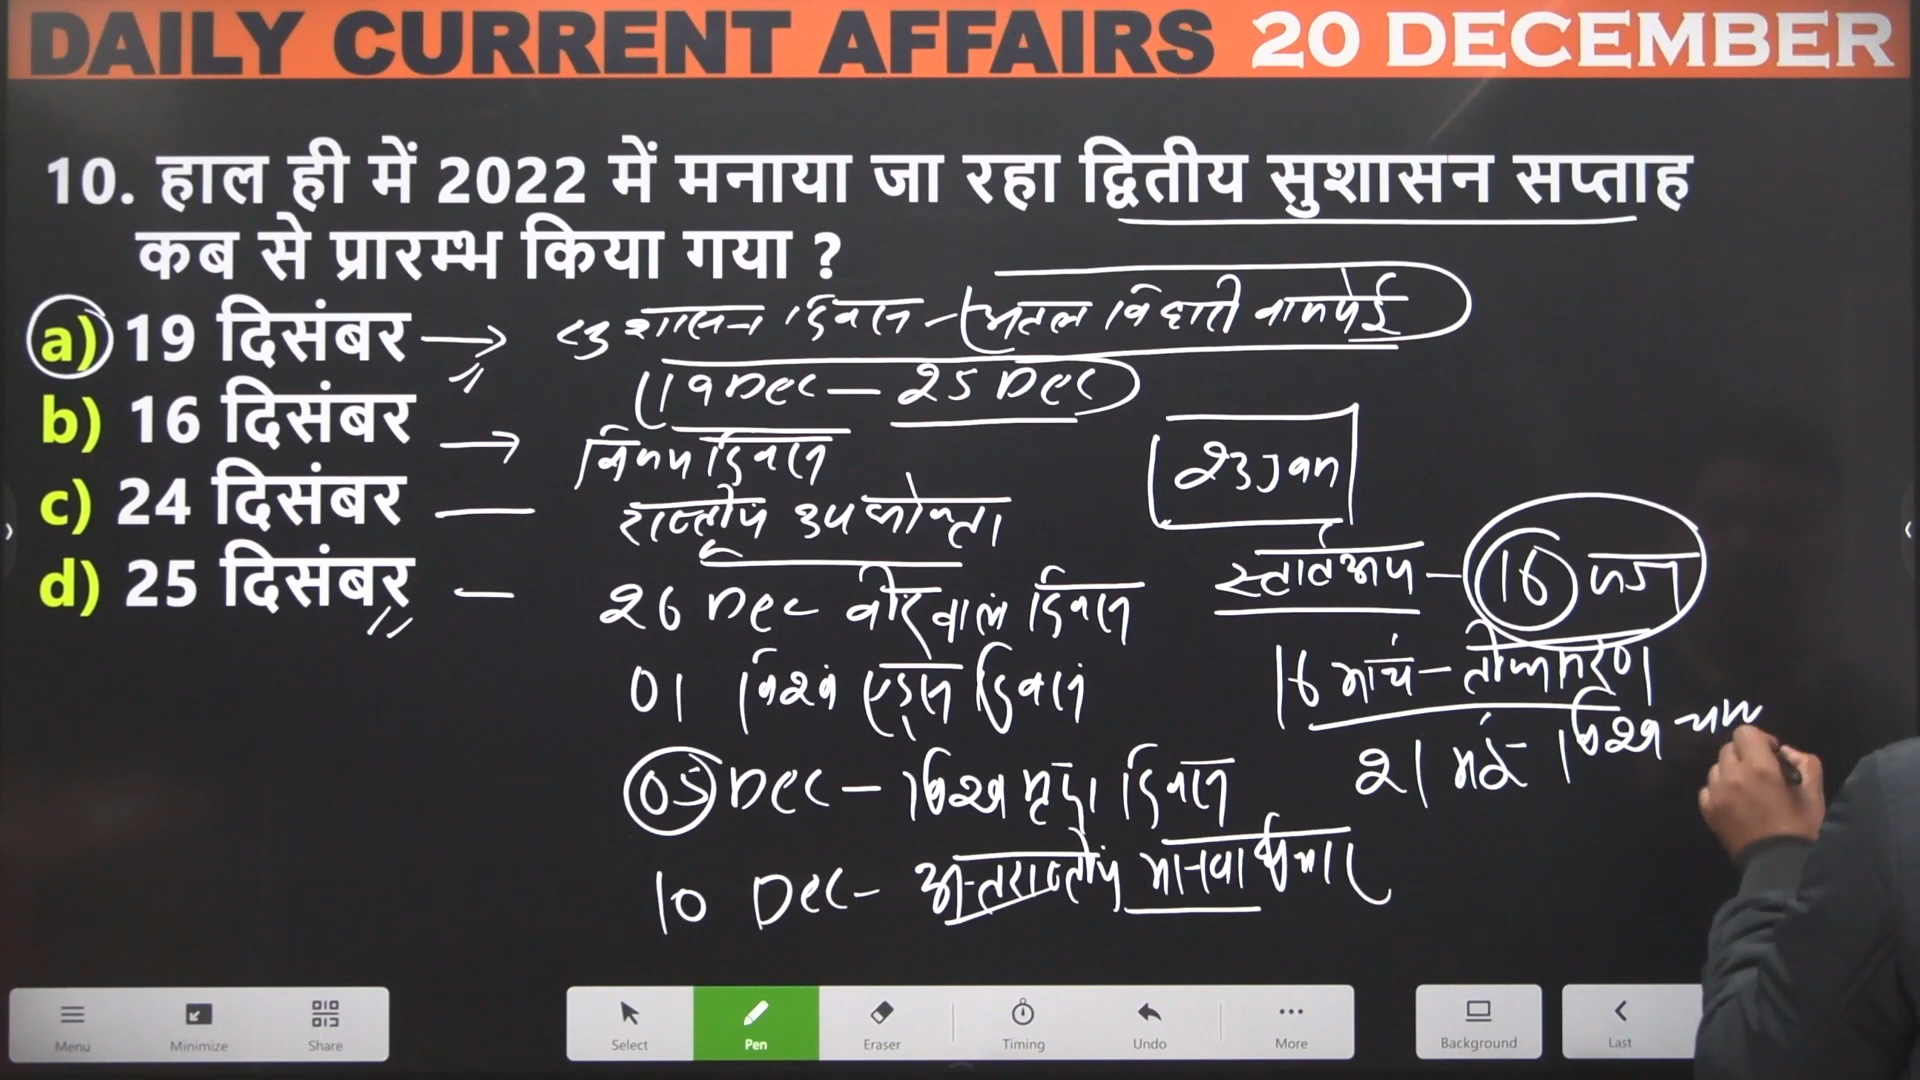 DAILY CURRENT AFFAIRS 20 DECEMBER
10. हाल ही में 2022 में मनाया जा रहा द्वितीय सुशासन सप्ताह
कब से प्रारम्भ किया गया ?
a) 19 दिसंबर
सुशासन दिवस - अटल बिहारी वाजपेई
19 Dec - 25 Dec
b) 16 दिसंबर
विजय दिवस
23 Jan
c) 24 दिसंबर
राष्ट्रीय उपभोक्ता
स्टार्टअप - 16 जन
d) 25 दिसंबर
26 Dec वीर बाल दिवस
16 मार्च - टीकाकरण
01 विश्व एड्स दिवस
21 मई विश्व चाय
05 Dec - विश्व मृदा दिवस
10 Dec - अन्तराष्ट्रीय मानवाधिकार
Menu
Minimize
Share
Select
Pen
Eraser
Timing
Undo
More
Background
Last